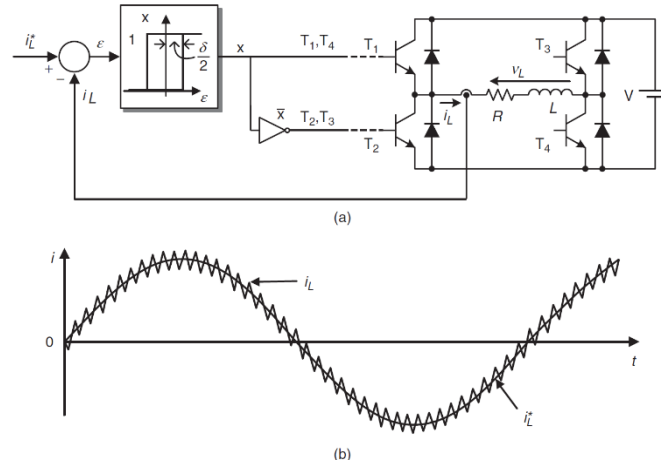 i*L
+
−
iL
ε
x
1
δ/2
ε
x
T1,T4
x̄
T2,T3
T1
T2
iL
vL
R
L
T3
T4
V
(a)
i
iL
0
t
i*L
(b)